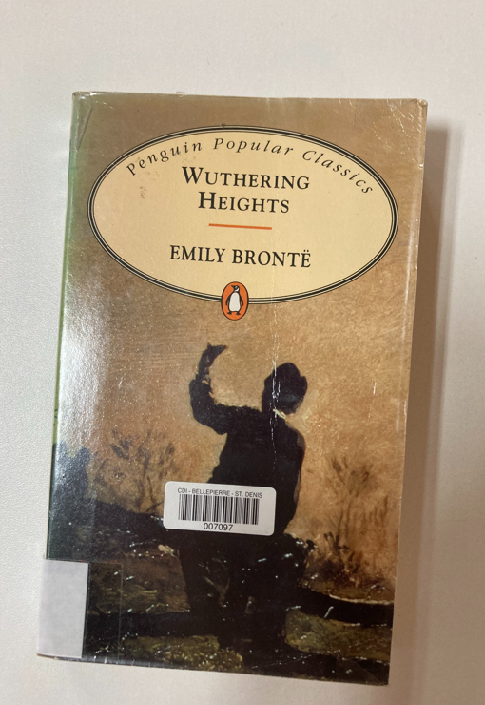 Penguin Popular Classics
WUTHERING
HEIGHTS
EMILY BRONTË
CDI - BELLEPIERRE - ST. DENIS
007097